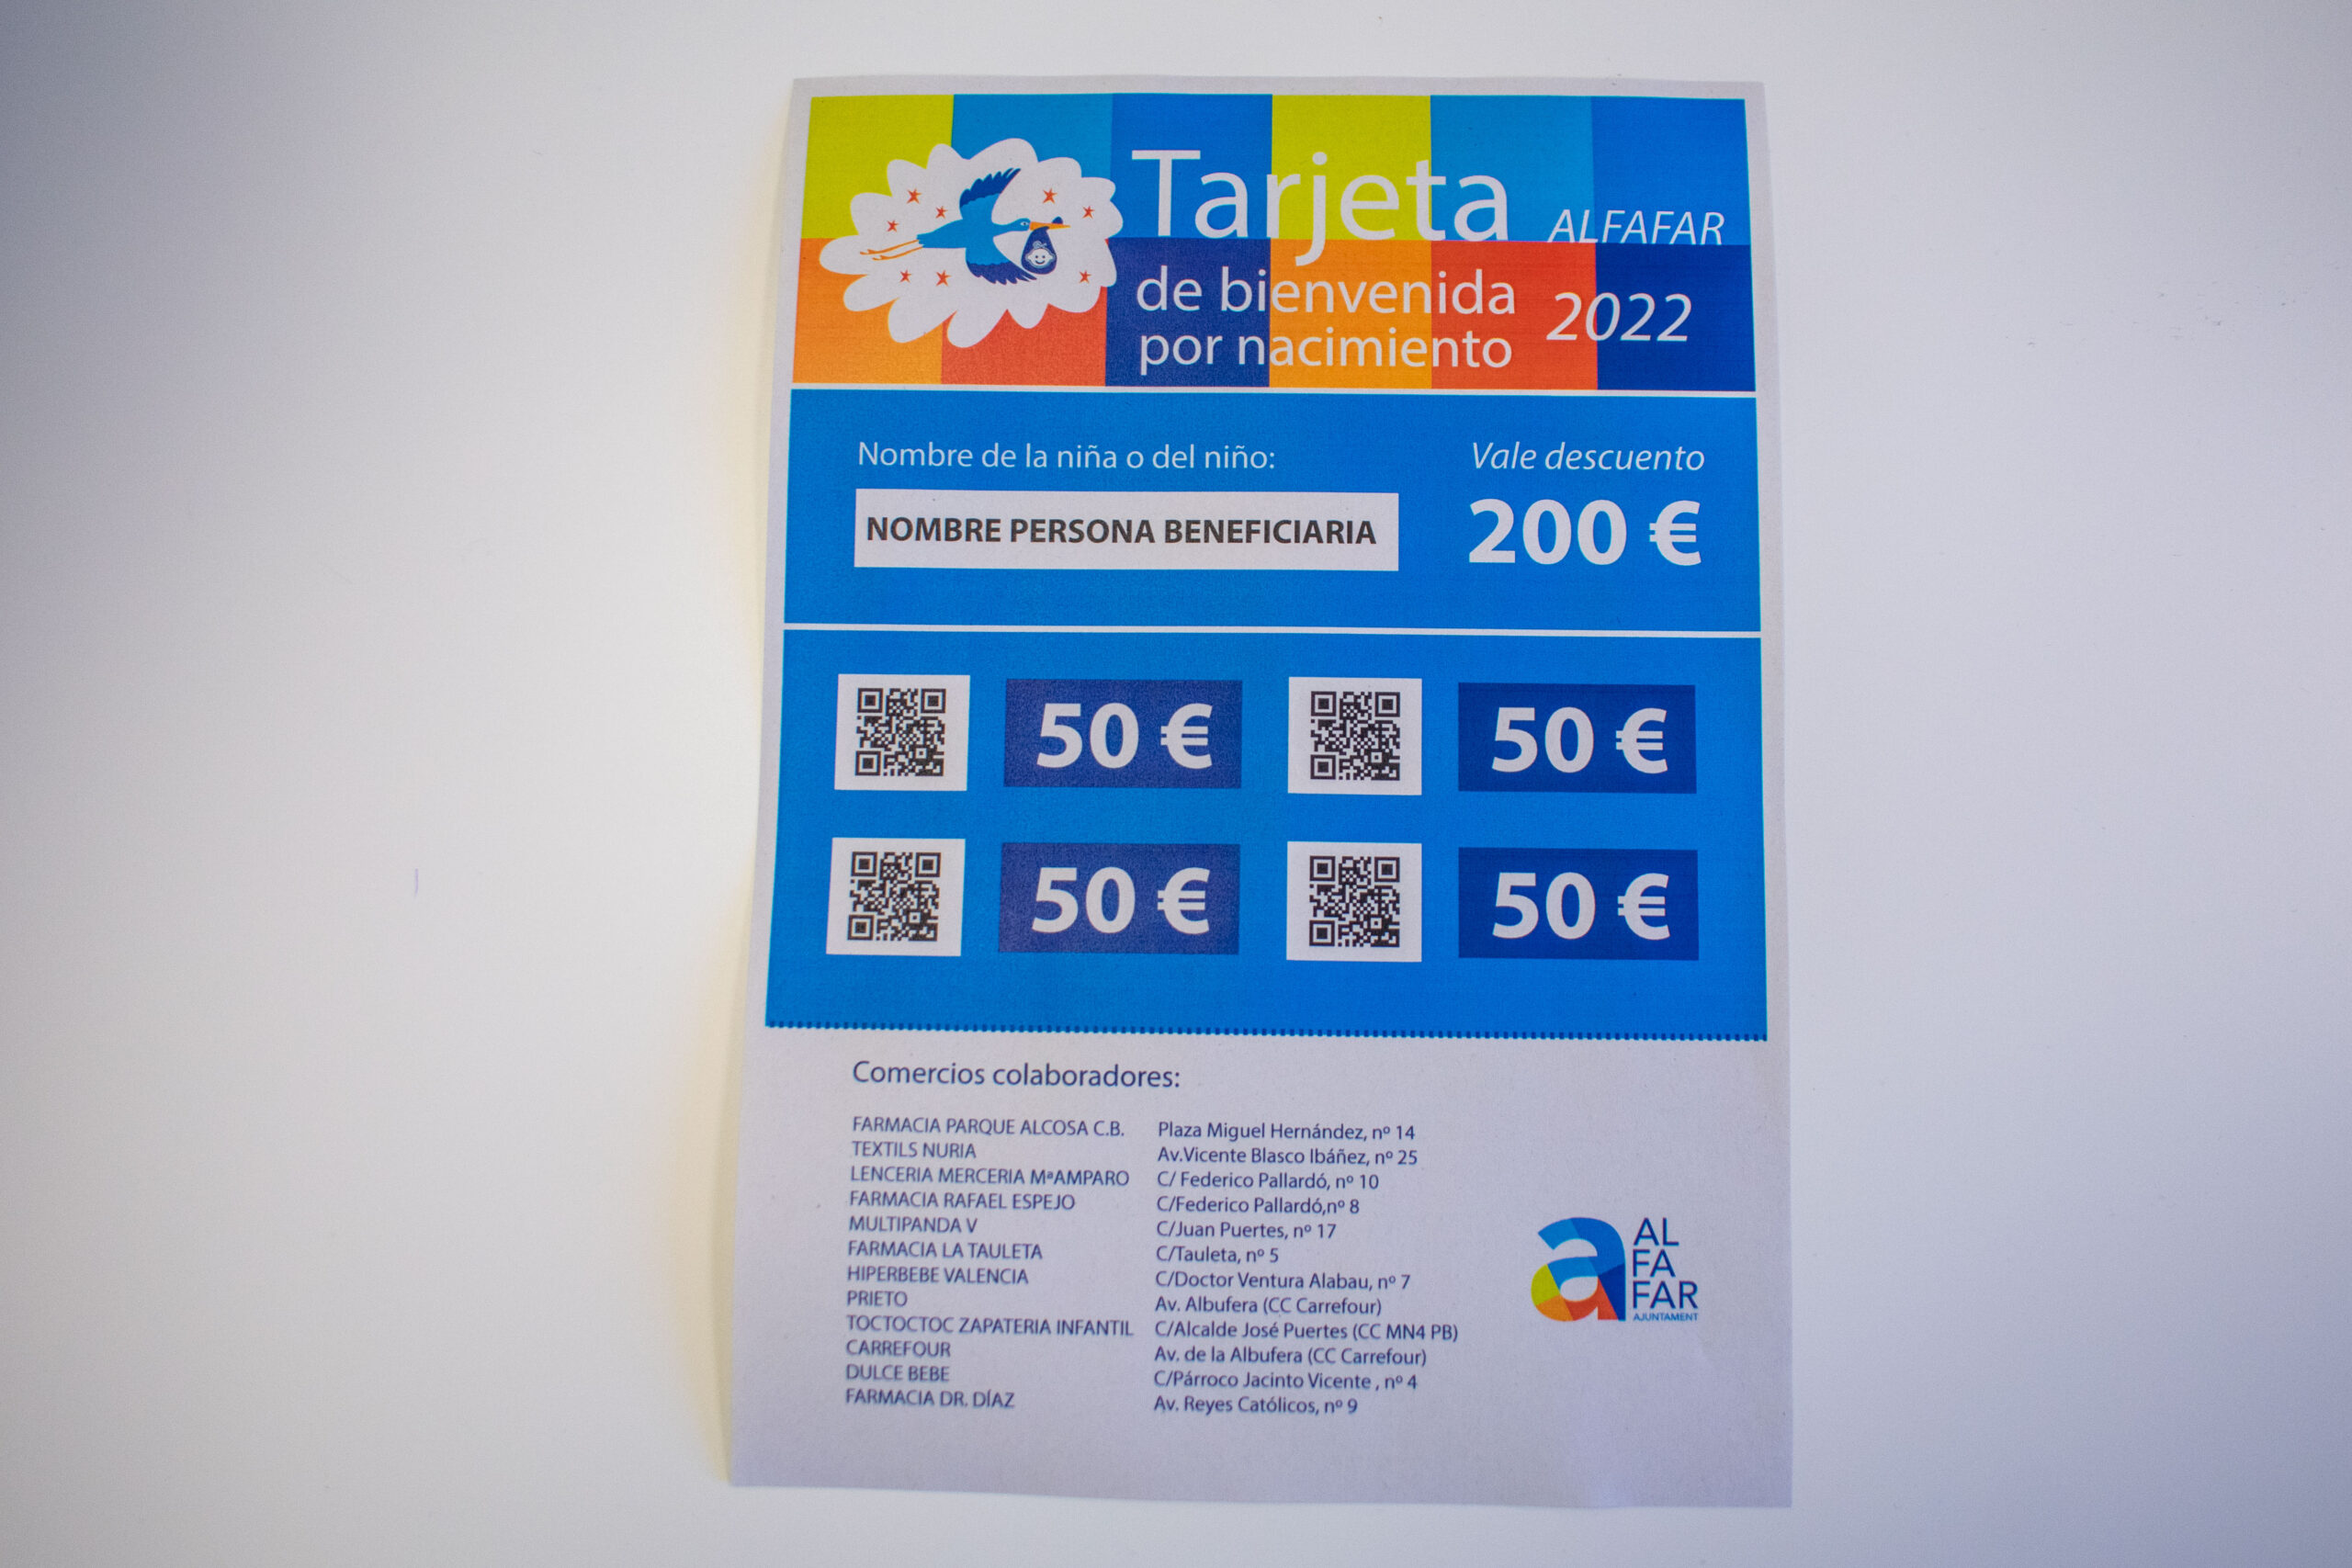 Tarjeta ALFAFAR
de bienvenida 2022
por nacimiento
Nombre de la niña o del niño:
NOMBRE PERSONA BENEFICIARIA
Vale descuento
200 €
50 € 50 €
50 € 50 €
Comercios colaboradores:
FARMACIA PARQUE ALCOSA C.B. Plaza Miguel Hernández, nº 14
TEXTILS NURIA Av.Vicente Blasco Ibáñez, nº 25
LENCERIA MERCERIA MªAMPARO C/ Federico Pallardó, nº 10
FARMACIA RAFAEL ESPEJO C/Federico Pallardó,nº 8
MULTIPANDA V C/Juan Puertes, nº 17
FARMACIA LA TAULETA C/Tauleta, nº 5
HIPERBEBE VALENCIA C/Doctor Ventura Alabau, nº 7
PRIETO Av. Albufera (CC Carrefour)
TOCTOCTOC ZAPATERIA INFANTIL C/Alcalde José Puertes (CC MN4 PB)
CARREFOUR Av. de la Albufera (CC Carrefour)
DULCE BEBE C/Párroco Jacinto Vicente , nº 4
FARMACIA DR. DÍAZ Av. Reyes Católicos, nº 9
a
AL
FA
FAR
AJUNTAMENT